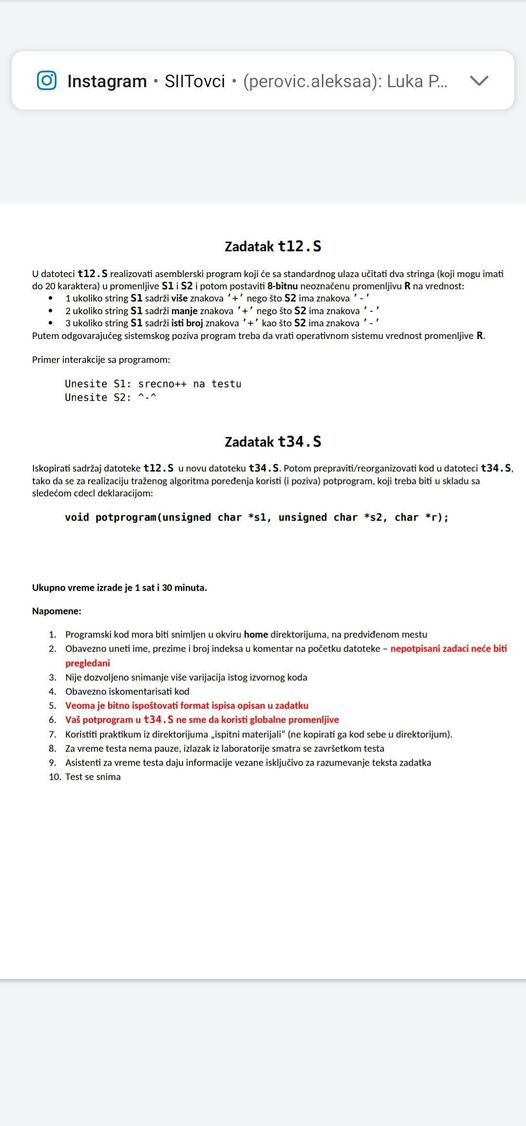 Instagram • SIITovci • (perovic.aleksaa): Luka P...
Zadatak t12.S
U datoteci t12.S realizovati asemblerski program koji će sa standardnog ulaza učitati dva stringa (koji mogu imati
do 20 karaktera) u promenljive S1 i S2 i potom postaviti 8-bitnu neoznačenu promenljivu R na vrednost:
• 1 ukoliko string S1 sadrži više znakova '+' nego što S2 ima znakova '-'
• 2 ukoliko string S1 sadrži manje znakova '+' nego što S2 ima znakova '-'
• 3 ukoliko string S1 sadrži isti broj znakova '+' kao što S2 ima znakova '-'
Putem odgovarajućeg sistemskog poziva program treba da vrati operativnom sistemu vrednost promenljive R.
Primer interakcije sa programom:
Unesite S1: srecno++ na testu
Unesite S2: ^-^
Zadatak t34.S
Iskopirati sadržaj datoteke t12.S u novu datoteku t34.S. Potom prepraviti/reorganizovati kod u datoteci t34.S,
tako da se za realizaciju traženog algoritma poređenja koristi (i poziva) potprogram, koji treba biti u skladu sa
sledećom cdecl deklaracijom:
void potprogram(unsigned char *s1, unsigned char *s2, char *r);
Ukupno vreme izrade je 1 sat i 30 minuta.
Napomene:
1. Programski kod mora biti snimljen u okviru home direktorijuma, na predviđenom mestu
2. Obavezno uneti ime, prezime i broj indeksa u komentar na početku datoteke – nepotpisani zadaci neće biti
pregledani
3. Nije dozvoljeno snimanje više varijacija istog izvornog koda
4. Obavezno iskomentarisati kod
5. Veoma je bitno ispoštovati format ispisa opisan u zadatku
6. Vaš potprogram u t34.S ne sme da koristi globalne promenljive
7. Koristiti praktikum iz direktorijuma „ispitni materijali“ (ne kopirati ga kod sebe u direktorijum).
8. Za vreme testa nema pauze, izlazak iz laboratorije smatra se završetkom testa
9. Asistenti za vreme testa daju informacije vezane isključivo za razumevanje teksta zadatka
10. Test se snima